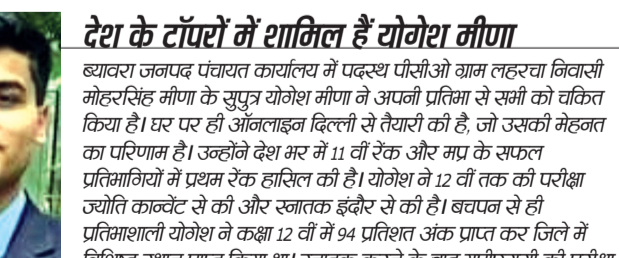 देश के टॉपरों में शामिल हैं योगेश मीणा
ब्यावरा जनपद पंचायत कार्यालय में पदस्थ पीसीओ ग्राम लहरचा निवासी
मोहरसिंह मीणा के सुपुत्र योगेश मीणा ने अपनी प्रतिभा से सभी को चकित
किया है। घर पर ही ऑनलाइन दिल्ली से तैयारी की है, जो उसकी मेहनत
का परिणाम है। उन्होंने देश भर में 11 वीं रेंक और मप्र के सफल
प्रतिभागियों में प्रथम रेंक हासिल की है। योगेश ने 12 वीं तक की परीक्षा
ज्योति कान्वेंट से की और स्नातक इंदौर से की है। बचपन से ही
प्रतिभाशाली योगेश ने कक्षा 12 वीं में 94 प्रतिशत अंक प्राप्त कर जिले में